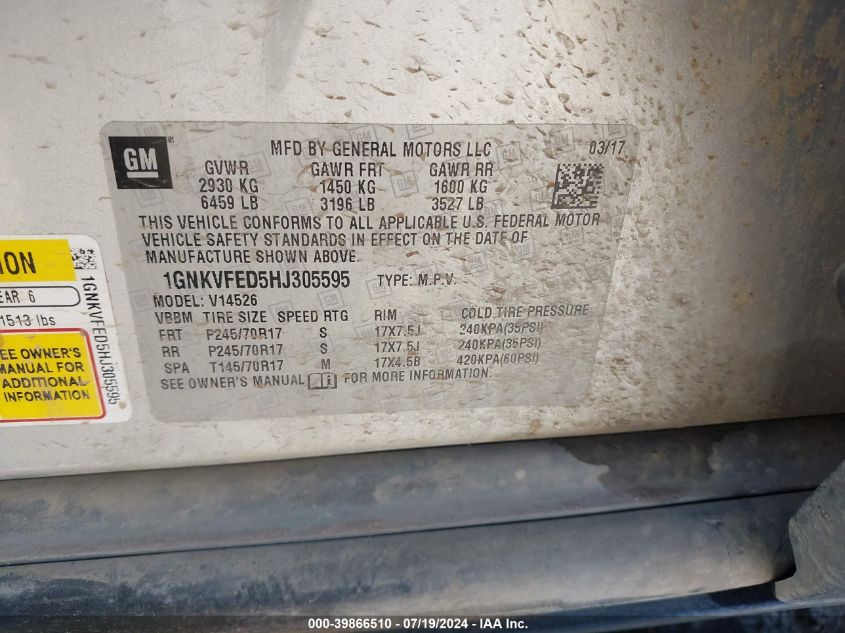 GM
MFD BY GENERAL MOTORS LLC 03/17
GVWR GAWR FRT GAWR RR
2930 KG 1450 KG 1600 KG
6459 LB 3196 LB 3527 LB
THIS VEHICLE CONFORMS TO ALL APPLICABLE U.S. FEDERAL MOTOR
VEHICLE SAFETY STANDARDS IN EFFECT ON THE DATE OF
MANUFACTURE SHOWN ABOVE.
1GNKVFED5HJ305595 TYPE: M.P.V.
MODEL: V14526
VBBM TIRE SIZE SPEED RTG RIM COLD TIRE PRESSURE
FRT P245/70R17 S 17X7.5J 240KPA(35PSI)
RR P245/70R17 S 17X7.5J 240KPA(35PSI)
SPA T145/70R17 M 17X4.5B 420KPA(60PSI)
SEE OWNER'S MANUAL FOR MORE INFORMATION.
ION
EAR 6
1513 lbs
EE OWNER'S
MANUAL FOR
ADDITIONAL
INFORMATION
1GNKVFED5HJ305595
000-39866510 / 07/19/2024 - IAA Inc.